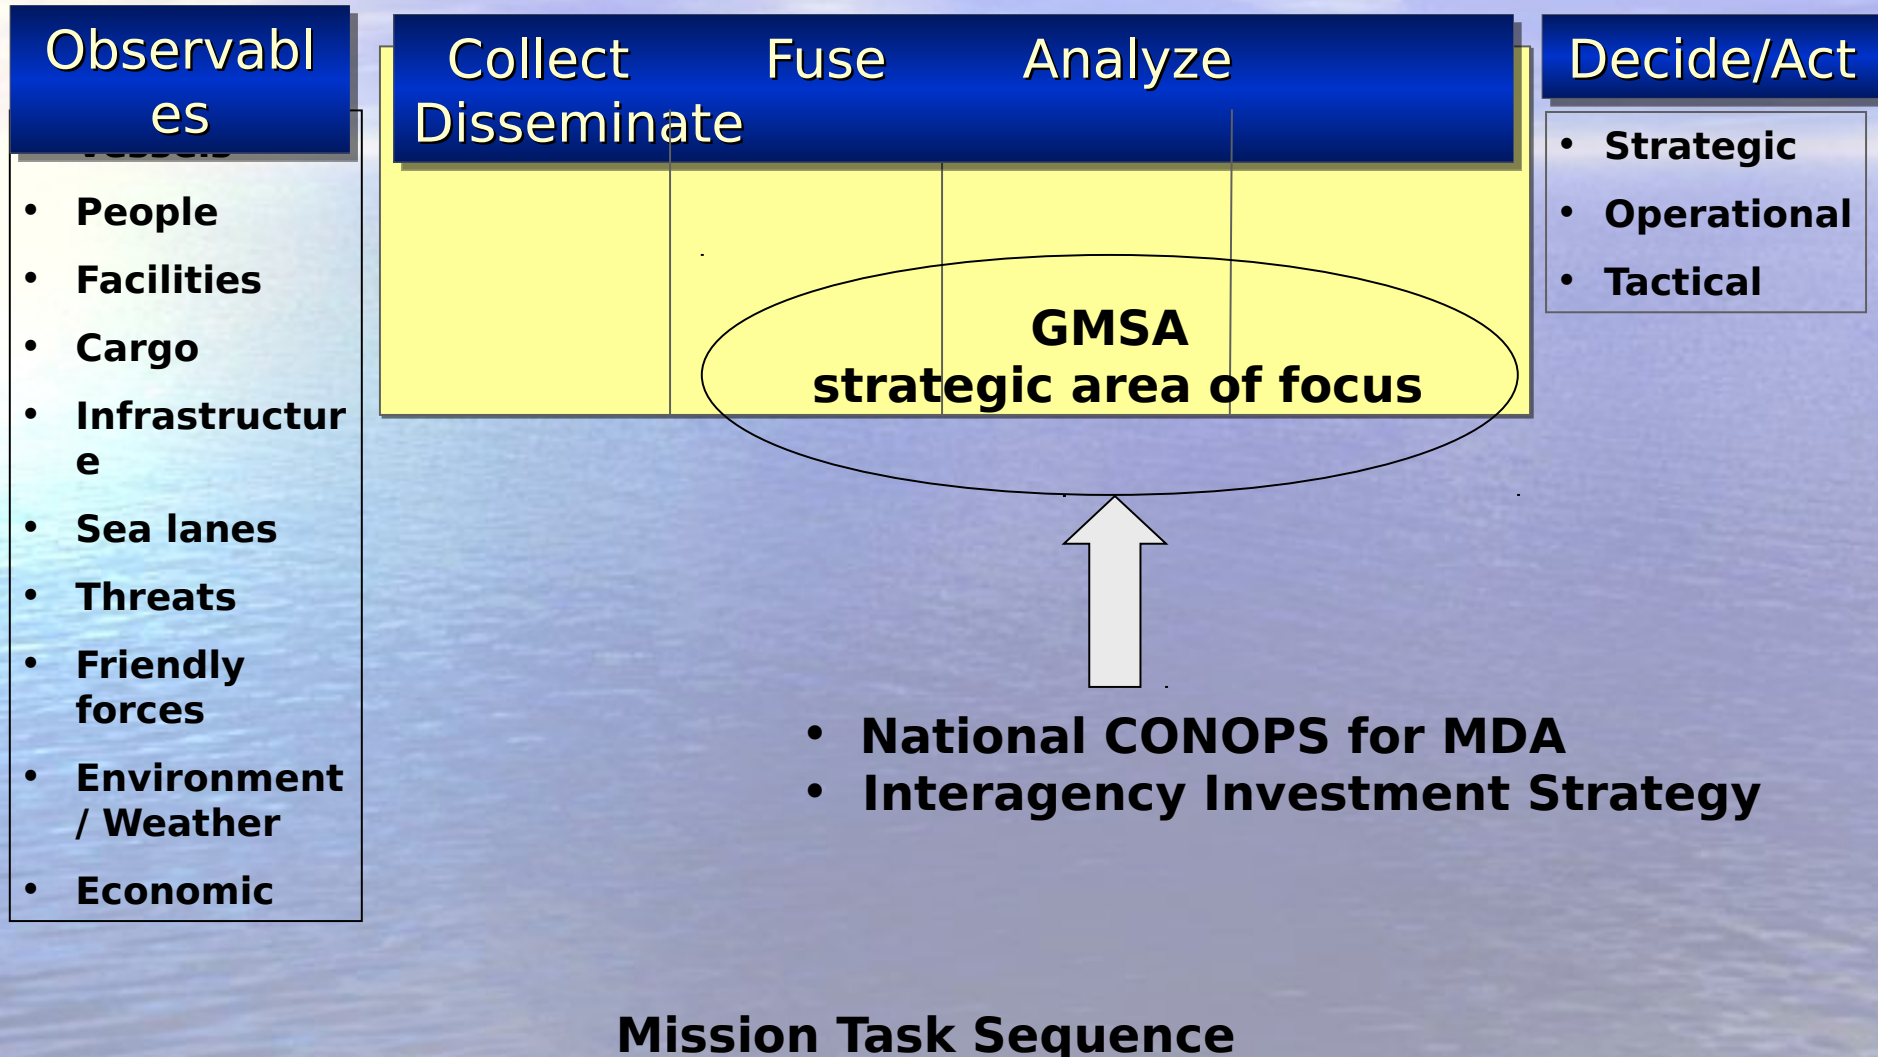 Observabl
es
Vessels
• People
• Facilities
• Cargo
• Infrastructur
e
• Sea lanes
• Threats
• Friendly
forces
• Environment
/ Weather
• Economic
Collect Fuse Analyze
Disseminate
GMSA
strategic area of focus
• National CONOPS for MDA
• Interagency Investment Strategy
Decide/Act
• Strategic
• Operational
• Tactical
Mission Task Sequence